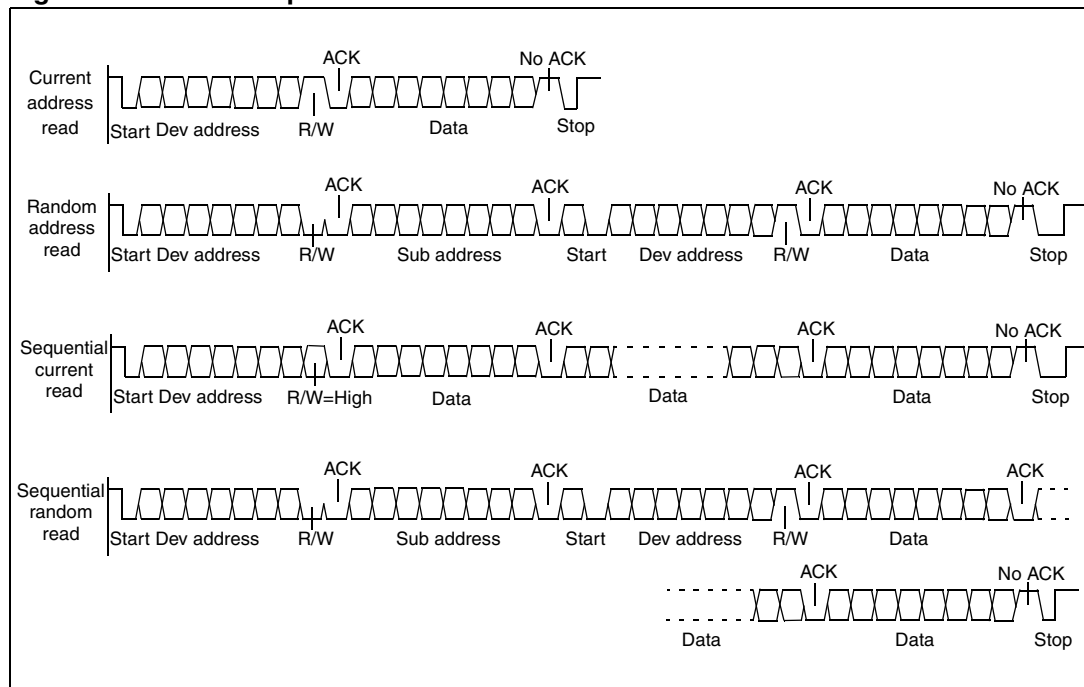 ACK
No ACK
Current
address
read
Start Dev address
R/W
Data
Stop
ACK
ACK
ACK
No ACK
Random
address
read
Start Dev address
R/W
Sub address
Start
Dev address
R/W
Data
Stop
ACK
ACK
ACK
No ACK
Sequential
current
read
Start Dev address
R/W=High
Data
Data
Data
Stop
ACK
ACK
ACK
ACK
Sequential
random
read
Start Dev address
R/W
Sub address
Start
Dev address
R/W
Data
ACK
No ACK
Data
Data
Stop